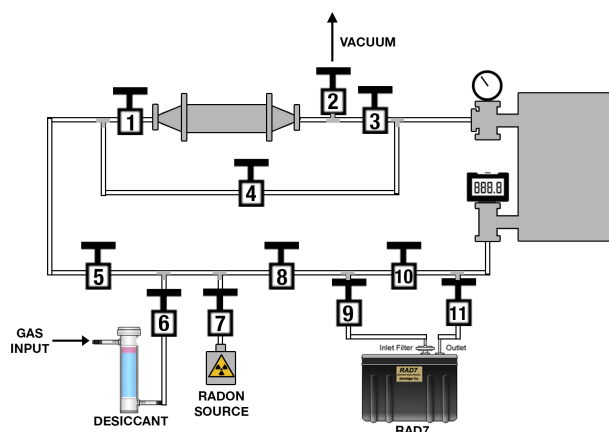 VACUUM
1
2
3
4
888.8
5
8
10
6
7
9
11
GAS
INPUT
Inlet Filter
Outlet
RAD7
DESICCANT
RADON
SOURCE
RAD7